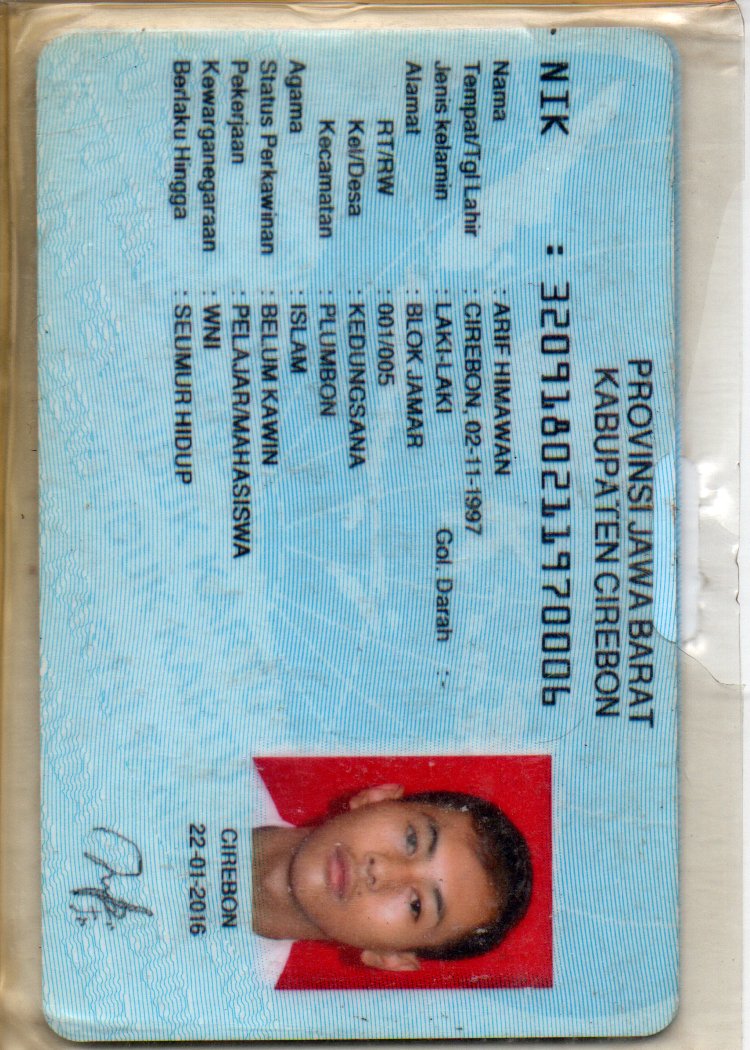 PROVINSI JAWA BARAT
KABUPATEN CIREBON
NIK : 3209180211970006
Nama : ARIF HIMAWAN
Tempat/Tgl Lahir : CIREBON, 02-11-1997
Jenis kelamin : LAKI-LAKI Gol. Darah :-
Alamat : BLOK JAMAR
RT/RW : 001/005
Kel/Desa : KEDUNGSANA
Kecamatan : PLUMBON
Agama : ISLAM
Status Perkawinan : BELUM KAWIN
Pekerjaan : PELAJAR/MAHASISWA
Kewarganegaraan : WNI
Berlaku Hingga : SEUMUR HIDUP
CIREBON
22-01-2016